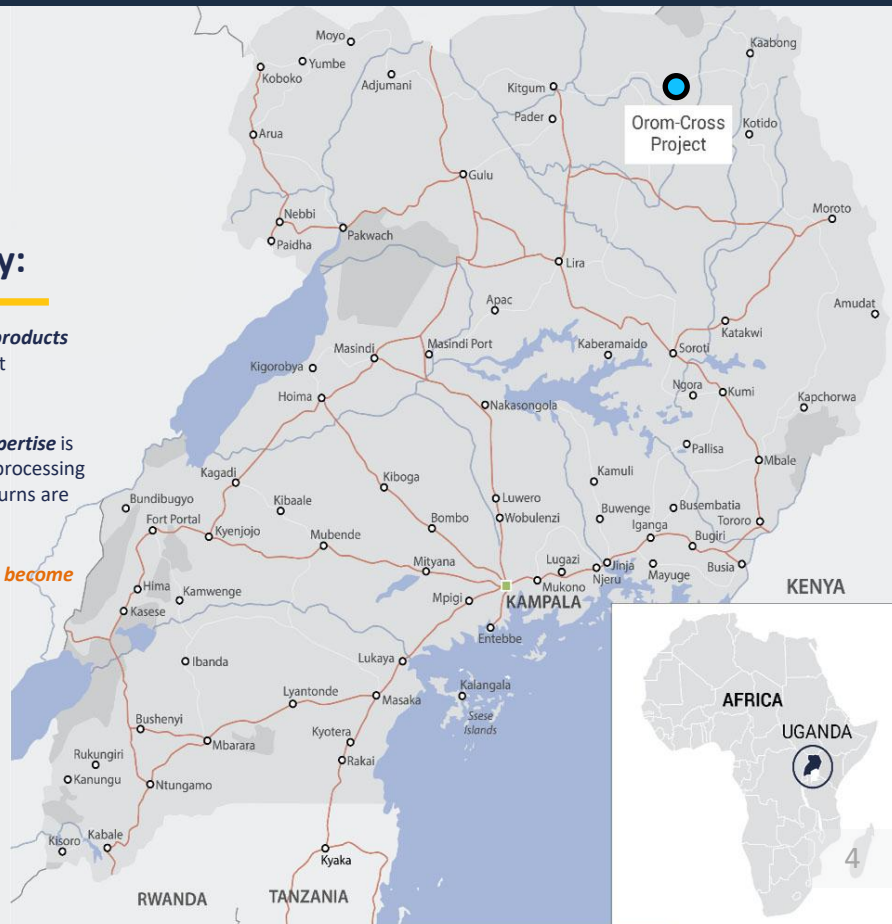 Moyo
Yumbe
Koboko
Adjumani
Kitgum
Kaabong
Pader
Orom-Cross
Project
Kotido
Arua
Gulu
Nebbi
Paidha
Pakwach
Moroto
Lira
y:
products
t
Apac
Amudat
Masindi
Masindi Port
Kaberamaido
Soroti
Katakwi
Kigorobya
Hoima
Nakasongola
Ngora
Kumi
Kapchorwa
pertise is
processing
urns are
Pallisa
Mbale
Kagadi
Kiboga
Kamuli
Bundibugyo
Kibaale
Luwero
Wobulenzi
Buwenge
Busembatia
Fort Portal
Kyenjojo
Mubende
Bombo
Iganga
Tororo
Bugiri
become
Mityana
Lugazi
Jinja
Njeru
Mayuge
Busia
Hima
Kamwenge
Mpigi
KAMPALA
Mukono
KENYA
Kasese
Entebbe
Ibanda
Lukaya
Kalangala
Ssese
Islands
Lyantonde
Masaka
AFRICA
UGANDA
Bushenyi
Mbarara
Kyotera
Rakai
Rukungiri
Kanungu
Ntungamo
Kisoro
Kabale
Kyaka
4
RWANDA
TANZANIA